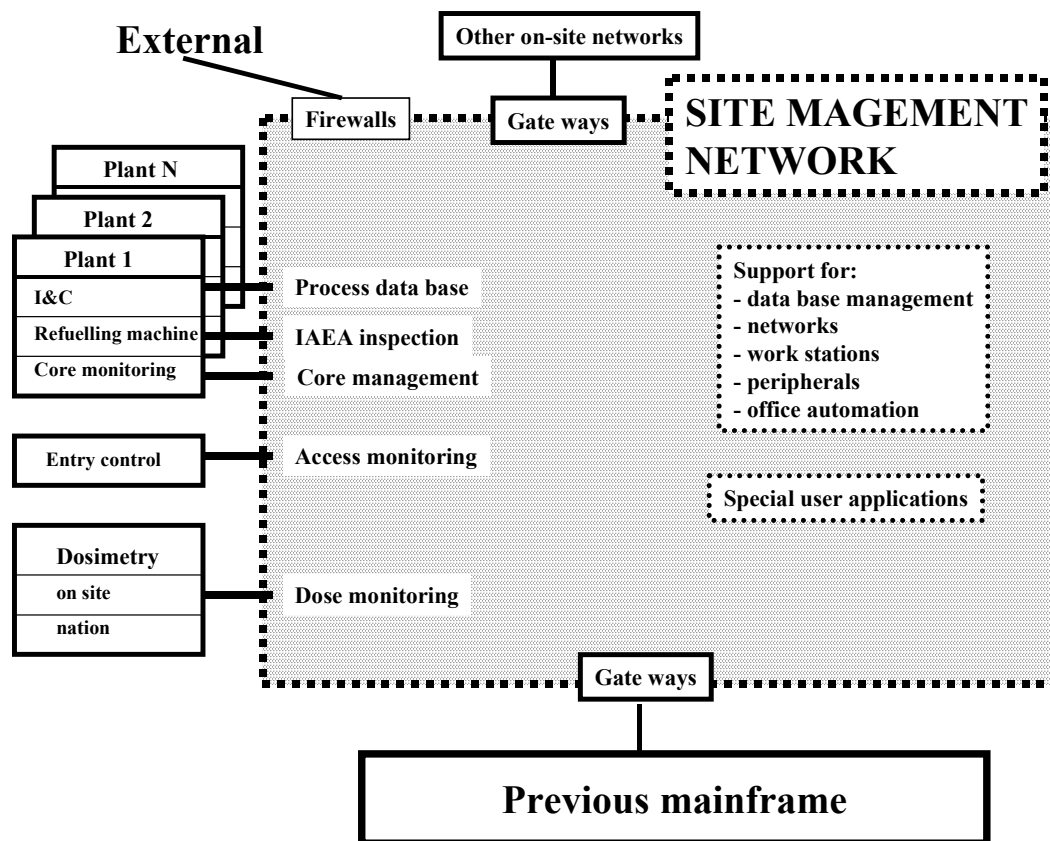 External
Other on-site networks
Firewalls
Gate ways
SITE MAGEMENT
NETWORK
Plant N
Plant 2
Plant 1
I&C
Refuelling machine
Core monitoring
Process data base
IAEA inspection
Core management
Support for:
- data base management
- networks
- work stations
- peripherals
- office automation
Entry control
Access monitoring
Special user applications
Dosimetry
on site
nation
Dose monitoring
Gate ways
Previous mainframe